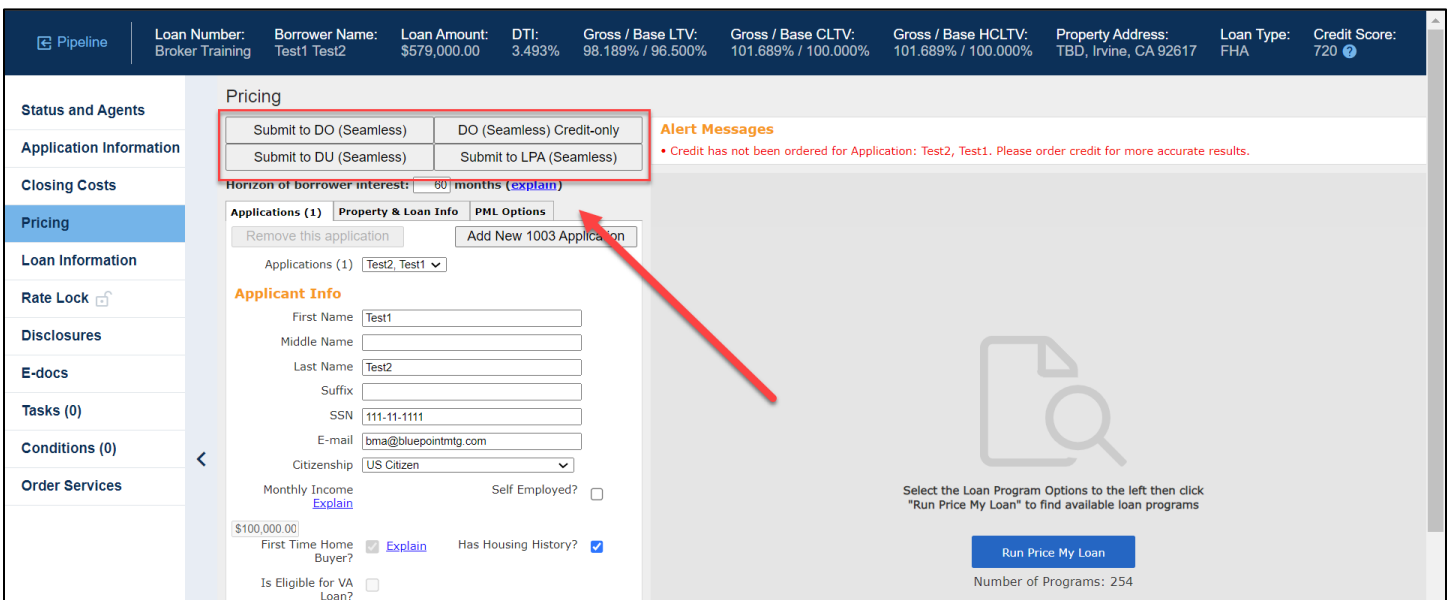 Pipeline
Loan Number:
Broker Training
Borrower Name:
Test1 Test2
Loan Amount:
$579,000.00
DTI:
3.493%
Gross / Base LTV:
98.189% / 96.500%
Gross / Base CLTV:
101.689% / 100.000%
Gross / Base HCLTV:
101.689% / 100.000%
Property Address:
TBD, Irvine, CA 92617
Loan Type:
FHA
Credit Score:
720 ?
Status and Agents
Application Information
Closing Costs
Pricing
Loan Information
Rate Lock
Disclosures
E-docs
Tasks (0)
Conditions (0)
Order Services
Pricing
Submit to DO (Seamless)
DO (Seamless) Credit-only
Submit to DU (Seamless)
Submit to LPA (Seamless)
Horizon of borrower interest: 60 months (explain)
Applications (1)
Property & Loan Info
PML Options
Remove this application
Add New 1003 Application
Applications (1) Test2, Test1
Applicant Info
First Name Test1
Middle Name
Last Name Test2
Suffix
SSN 111-11-1111
E-mail bma@bluepointmtg.com
Citizenship US Citizen
Monthly Income
Explain
Self Employed?
$100,000.00
First Time Home
Buyer?
Explain
Has Housing History?
Is Eligible for VA
Loan?
Alert Messages
• Credit has not been ordered for Application: Test2, Test1. Please order credit for more accurate results.
Select the Loan Program Options to the left then click
"Run Price My Loan" to find available loan programs
Run Price My Loan
Number of Programs: 254